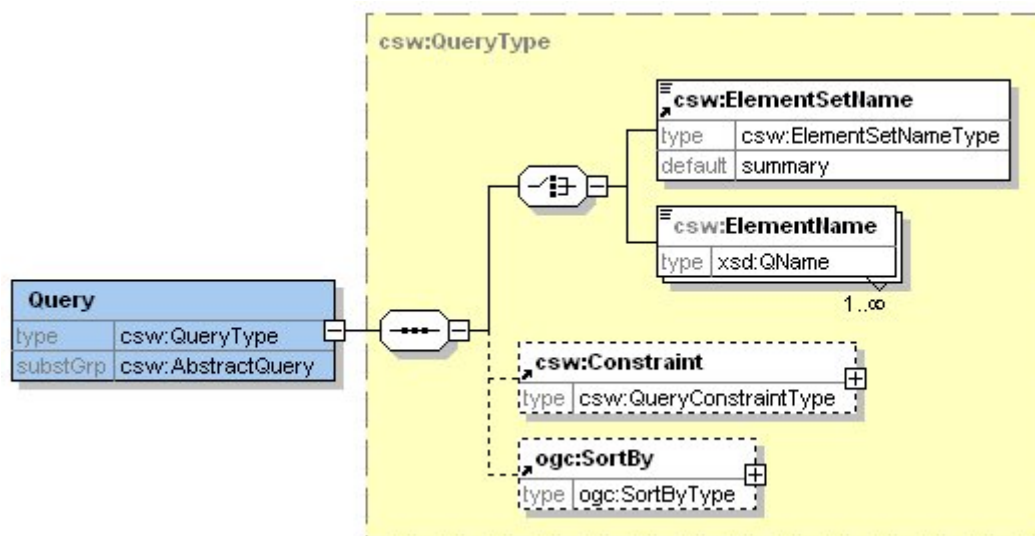 csw:QueryType
csw:ElementSetName
type csw:ElementSetNameType
default summary
csw:ElementName
type xsd:QName
1..∞
Query
type csw:QueryType
substGrp csw:AbstractQuery
csw:Constraint
type csw:QueryConstraintType
ogc:SortBy
type ogc:SortByType